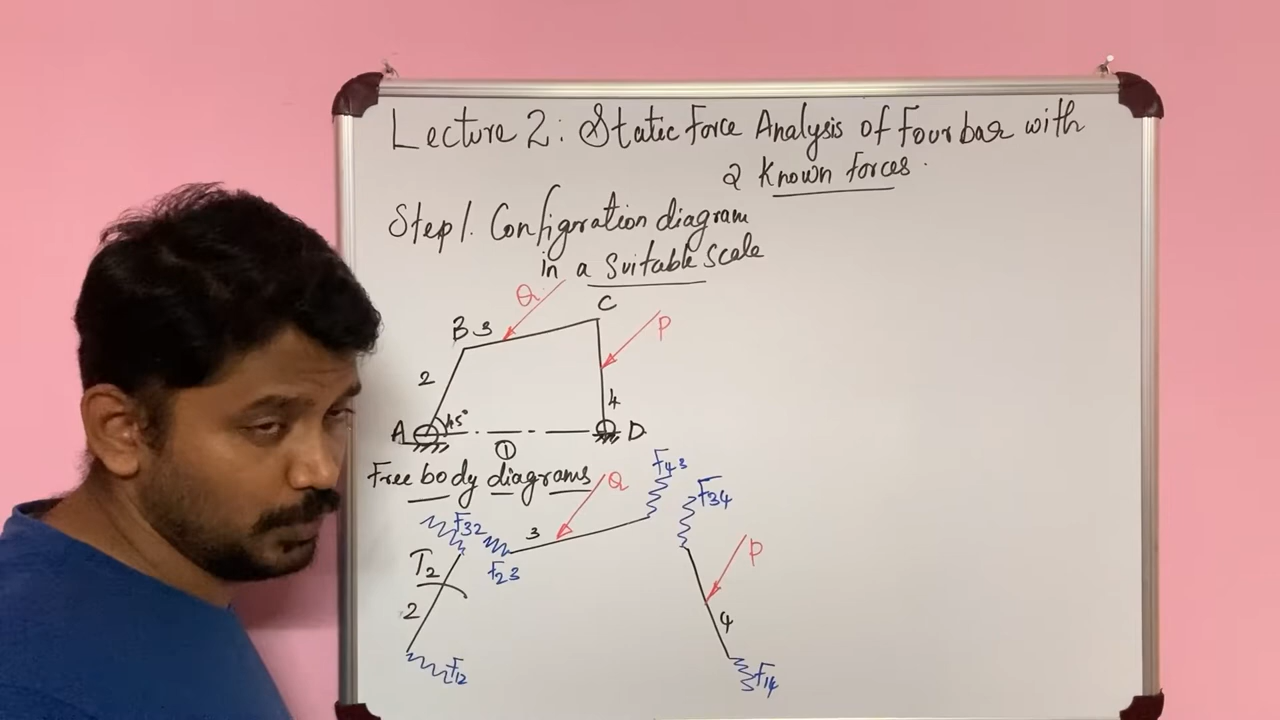 Lecture 2: Static Force Analysis of Four bar with
2 Known forces.
Step 1. Configuration diagram
in a suitable scale
Q
C
B 3
P
2
4
A 45°
D
1
Free body diagrams
Q
F43
F34
F32
3
T2
F23
P
2
4
F12
F14